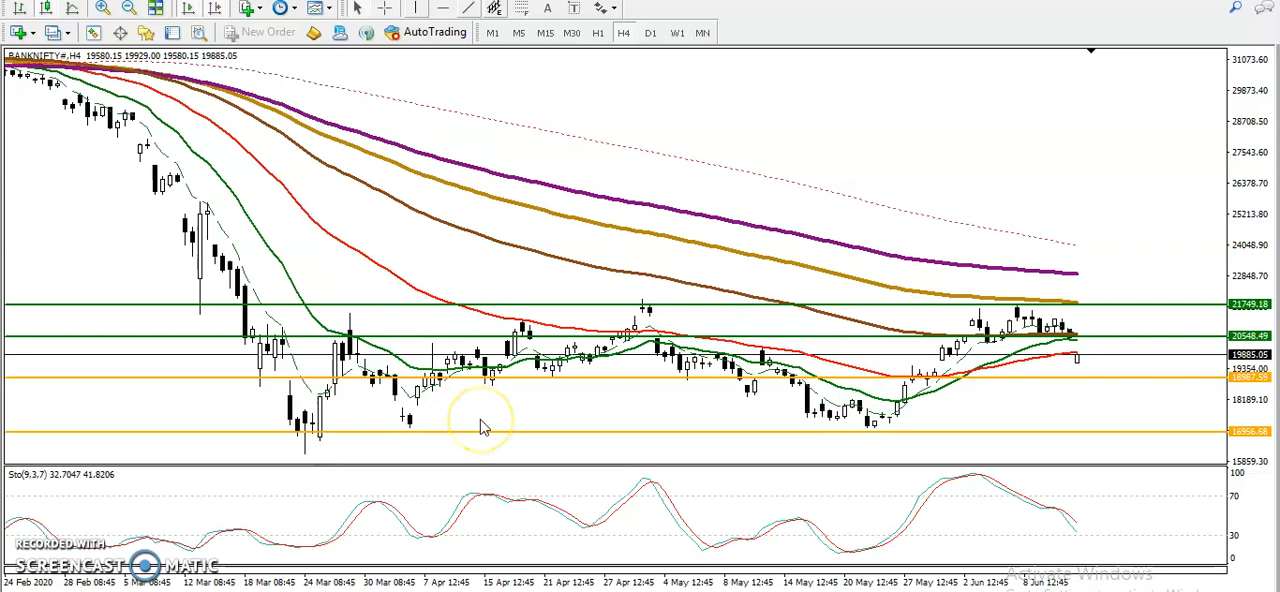 New Order
AutoTrading
M1 M5 M15 M30 H1 H4 D1 W1 MN
BANKNIFTY#,H4 19580.15 19929.00 19580.15 19885.05
31073.60
29873.40
28708.50
27543.60
26378.70
25213.80
24048.90
22848.70
21749.18
20548.49
19885.05
19354.00
18987.59
18189.10
16956.68
15859.30
Sto(9,3,7) 32.7047 41.8206
100
70
30
0
RECORDED WITH
SCREENCAST MATIC
Activate Windows
24 Feb 2020 28 Feb 08:45 5 Mar 08:45 12 Mar 08:45 18 Mar 08:45 24 Mar 08:45 30 Mar 08:45 7 Apr 12:45 15 Apr 12:45 21 Apr 12:45 27 Apr 12:45 4 May 12:45 8 May 12:45 14 May 12:45 20 May 12:45 27 May 12:45 2 Jun 12:45 8 Jun 12:45